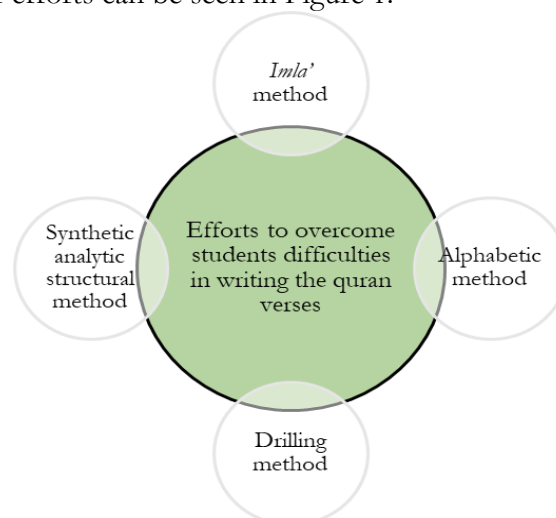 efforts can be seen in Figure 1.
Imla’
method
Synthetic
analytic
structural
method
Efforts to overcome
students difficulties
in writing the quran
verses
Alphabetic
method
Drilling
method